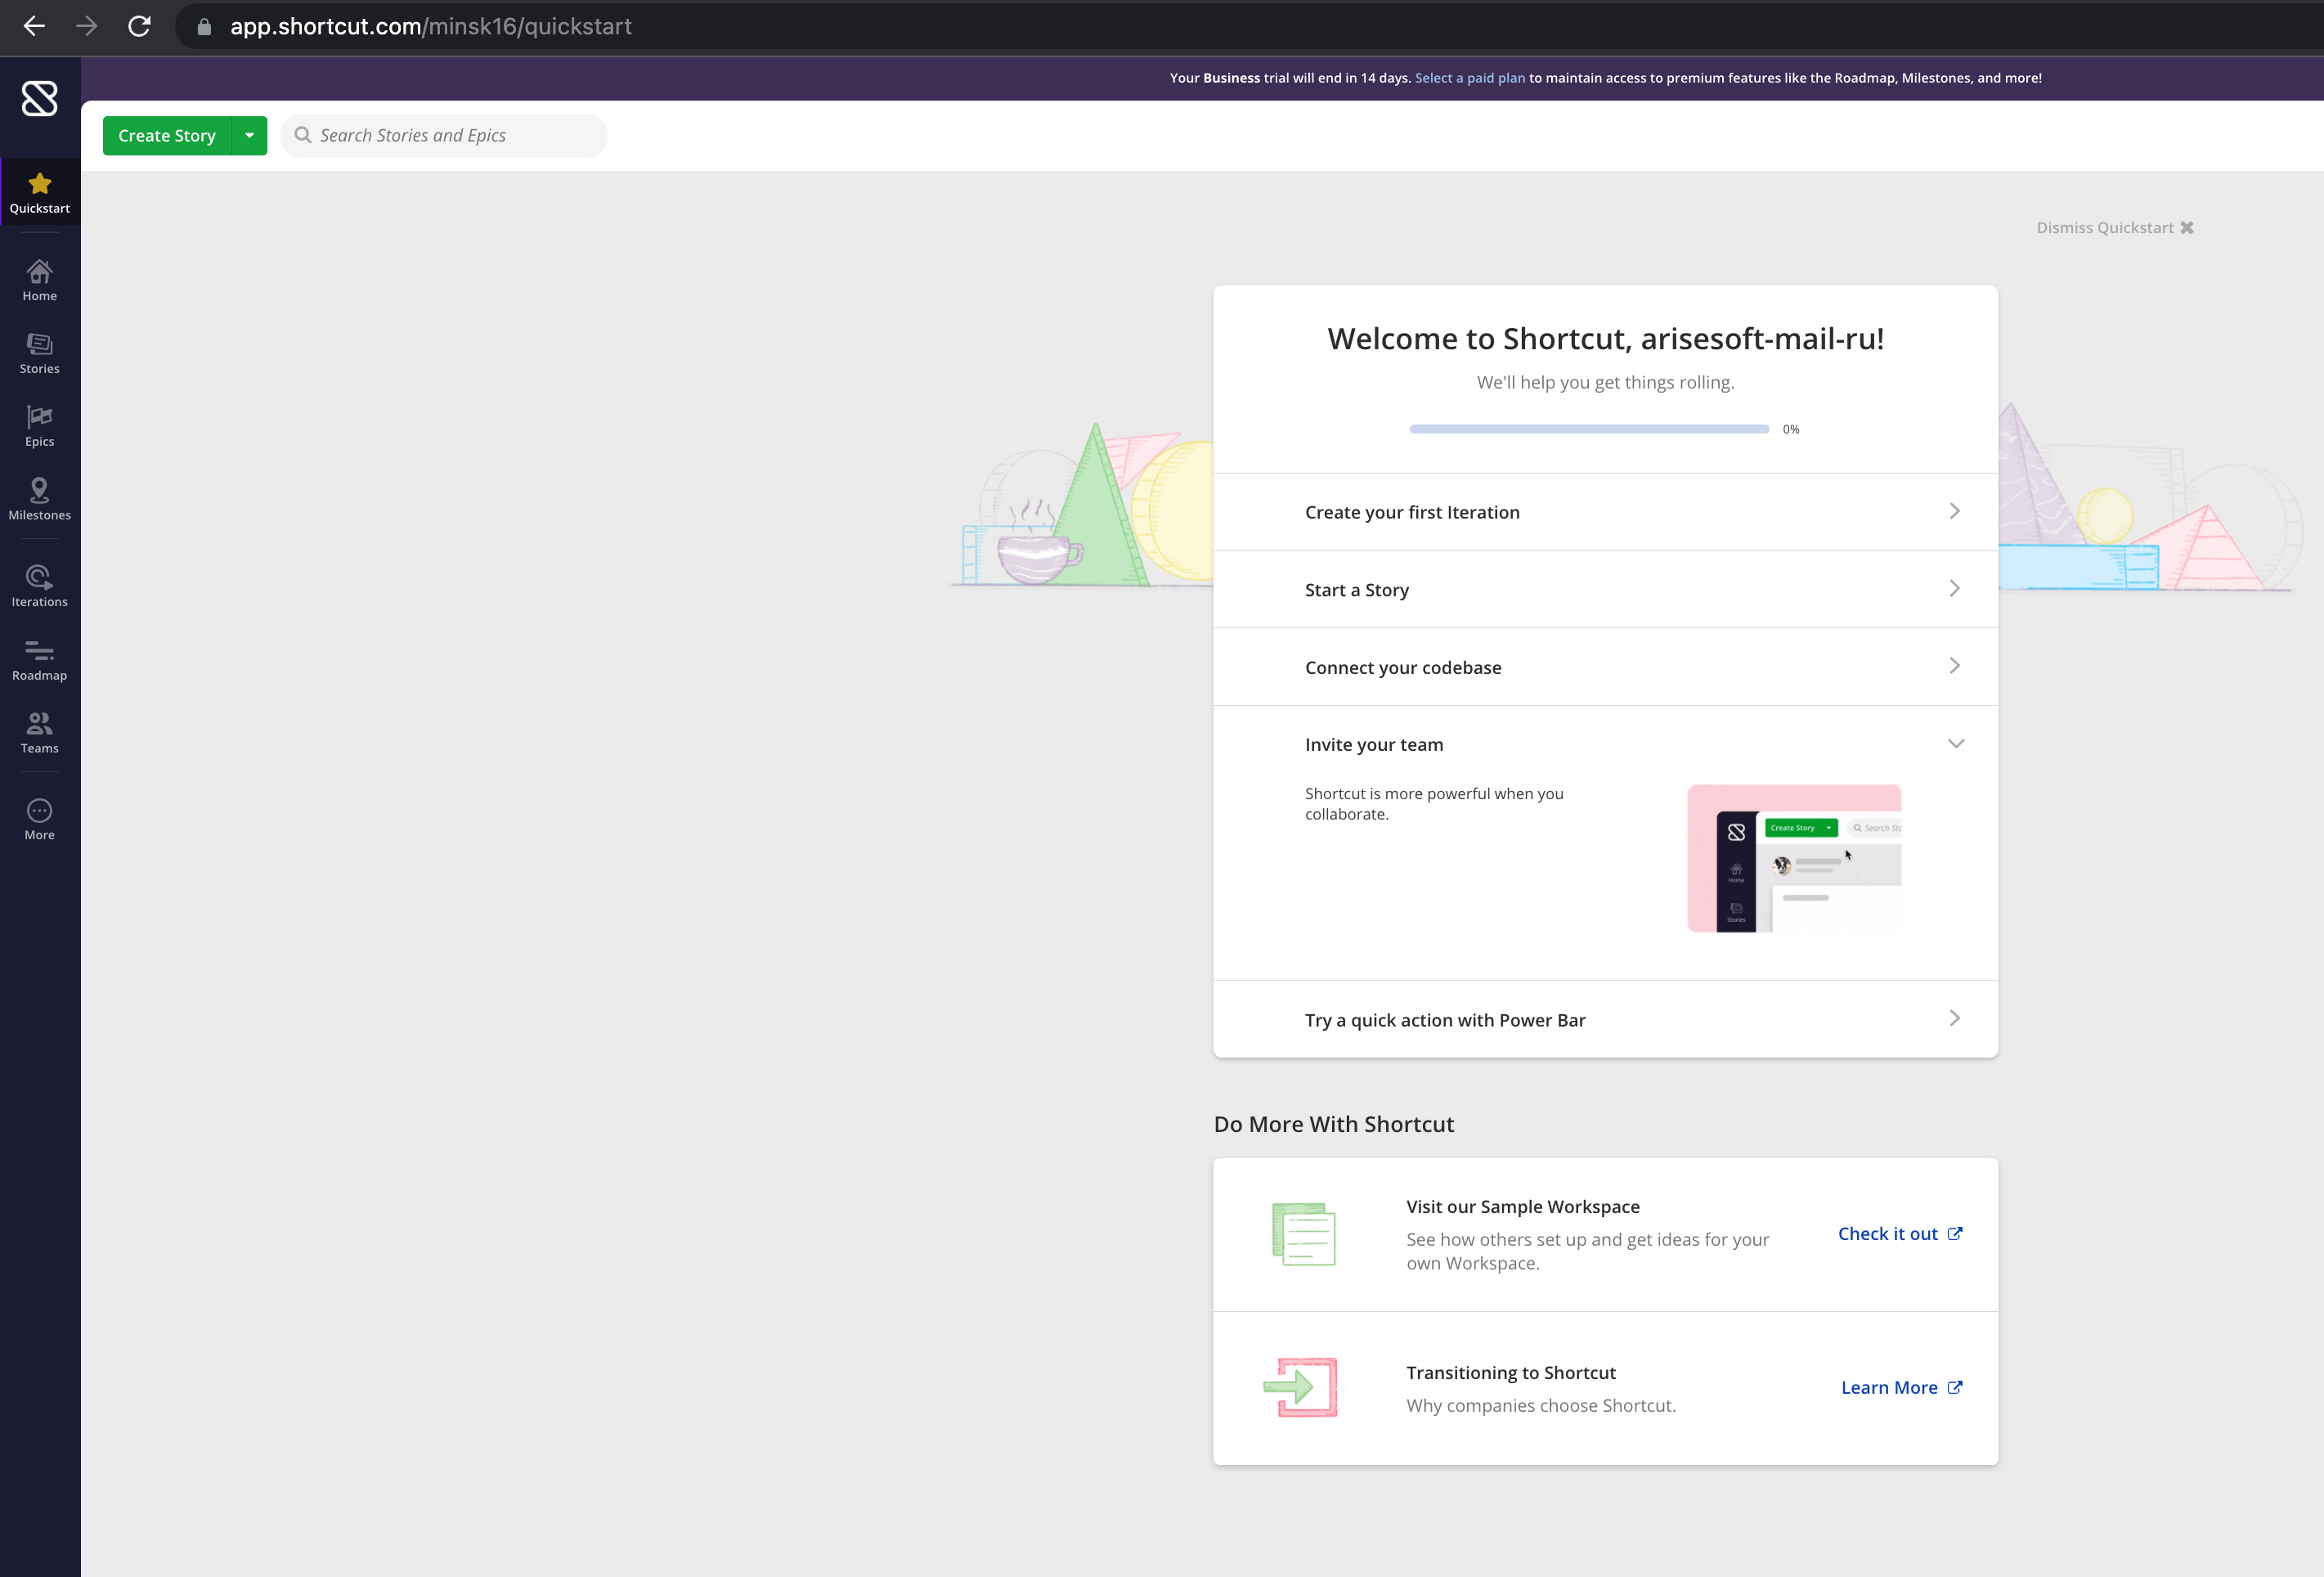 app.shortcut.com/minsk16/quickstart
Your Business trial will end in 14 days. Select a paid plan to maintain access to premium features like the Roadmap, Milestones, and more!
Create Story
Search Stories and Epics
Quickstart
Home
Stories
Epics
Milestones
Iterations
Roadmap
Teams
More
Dismiss Quickstart
Welcome to Shortcut, arisesoft-mail-ru!
We'll help you get things rolling.
0%
Create your first Iteration
Start a Story
Connect your codebase
Invite your team
Shortcut is more powerful when you
collaborate.
Create Story
Search Sto
Home
Stories
Try a quick action with Power Bar
Do More With Shortcut
Visit our Sample Workspace
See how others set up and get ideas for your
own Workspace.
Check it out
Transitioning to Shortcut
Why companies choose Shortcut.
Learn More